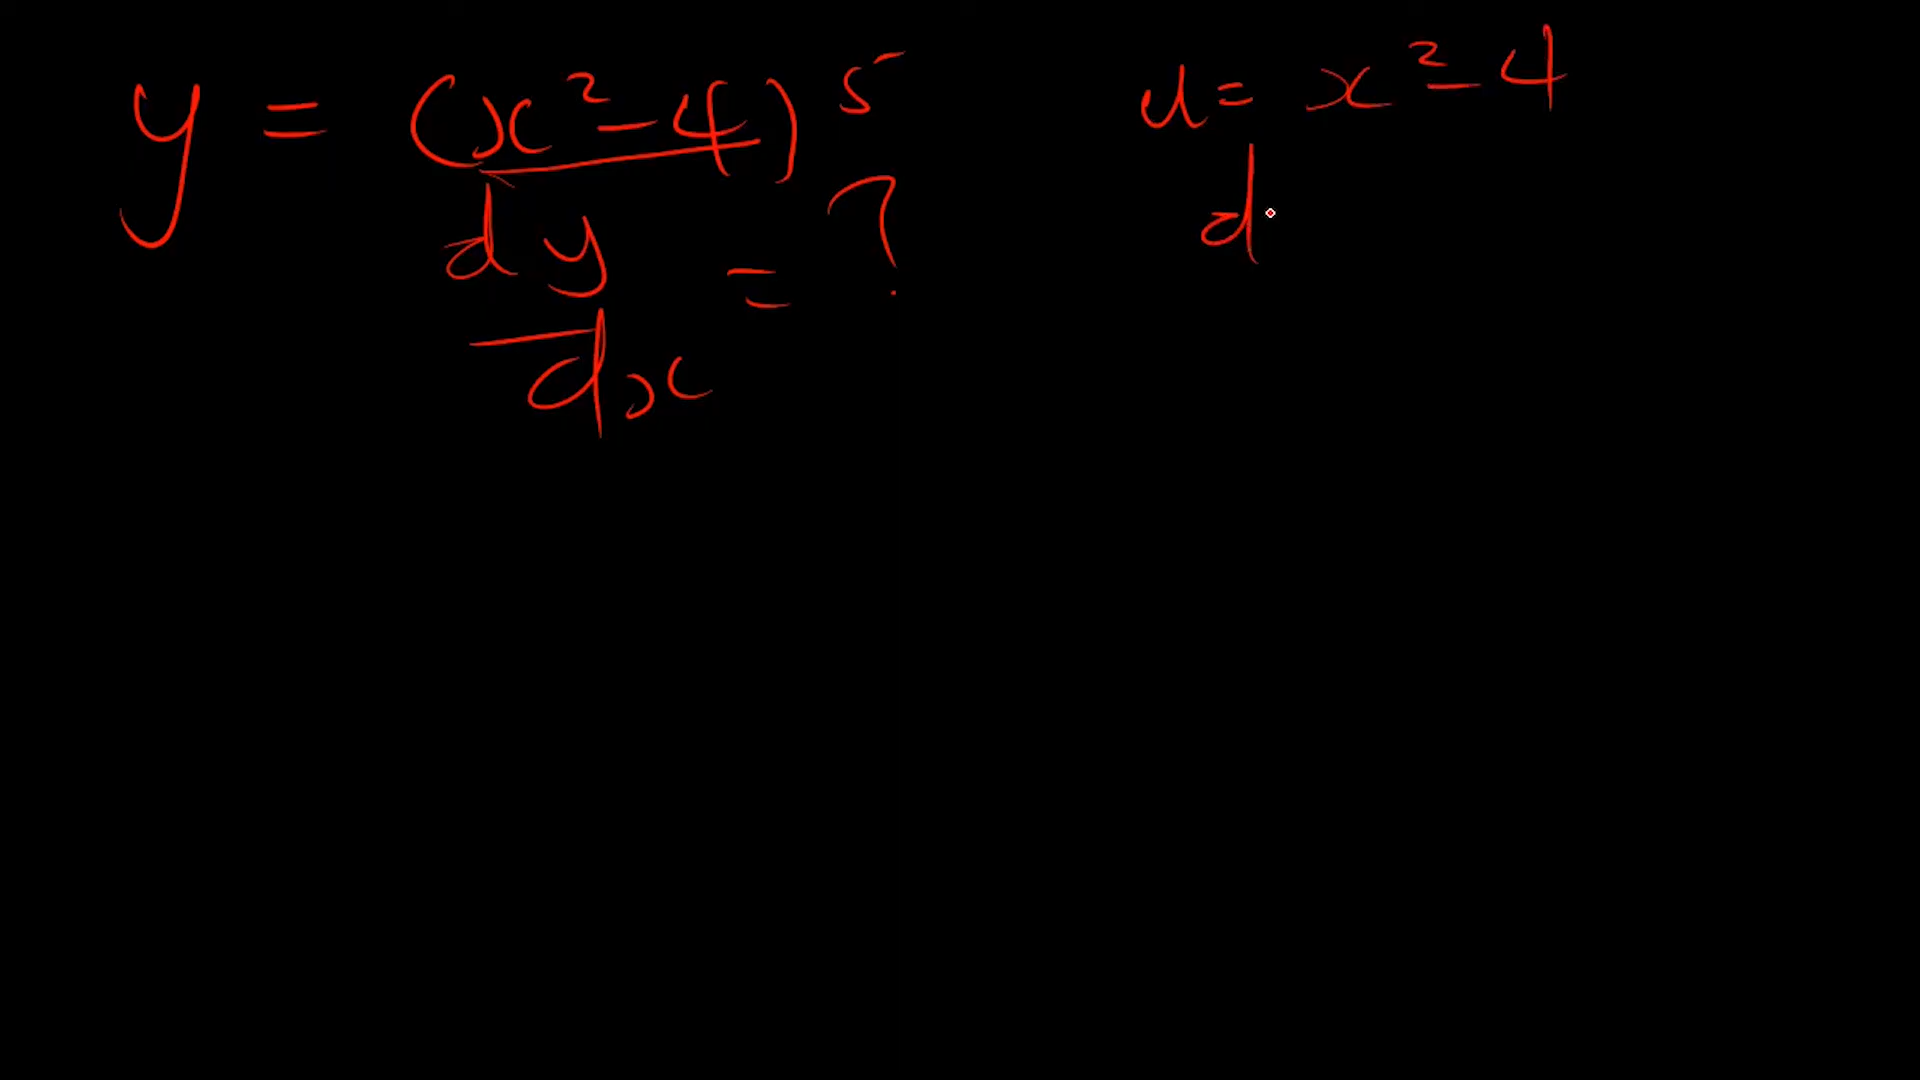 y = (x²-4)⁵
dy/dx = ?
u = x²-4
d